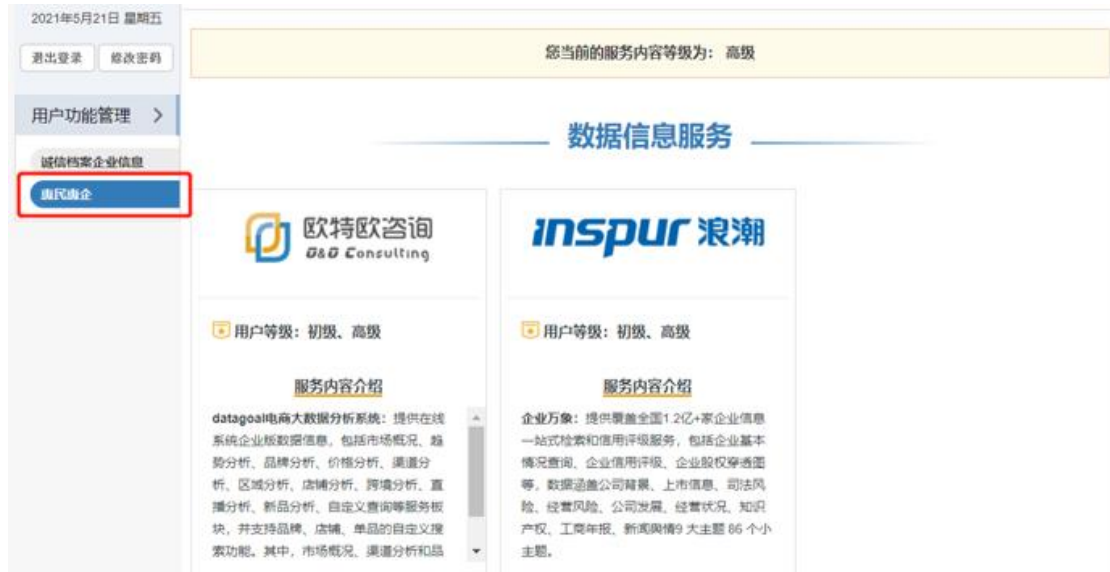 2021年5月21日 星期五
退出登录
修改密码
您当前的服务内容等级为： 高级
用户功能管理
数据信息服务
诚信档案企业信息
惠民惠企
欧特欧咨询
O&O Consulting
inspur 浪潮
用户等级：初级、高级
用户等级：初级、高级
服务内容介绍
服务内容介绍
datagoal电商大数据分析系统：提供在线
系统企业版数据信息，包括市场概况、趋
势分析、品牌分析、价格分析、渠道分
析、区域分析、店铺分析、跨境分析、直
播分析、新品分析、自定义查询等服务板
块，并支持品牌、店铺、单品的自定义搜
索功能。其中，市场概况、渠道分析和品
企业万象：提供覆盖全国1.2亿+家企业信息
一站式检索和信用评级服务，包括企业基本
情况查询、企业信用评级、企业股权穿透图
等，数据涵盖公司背景、上市信息、司法风
险、经营风险、公司发展、经营状况、知识
产权、工商年报、新闻舆情9 大主题 86 个小
主题。